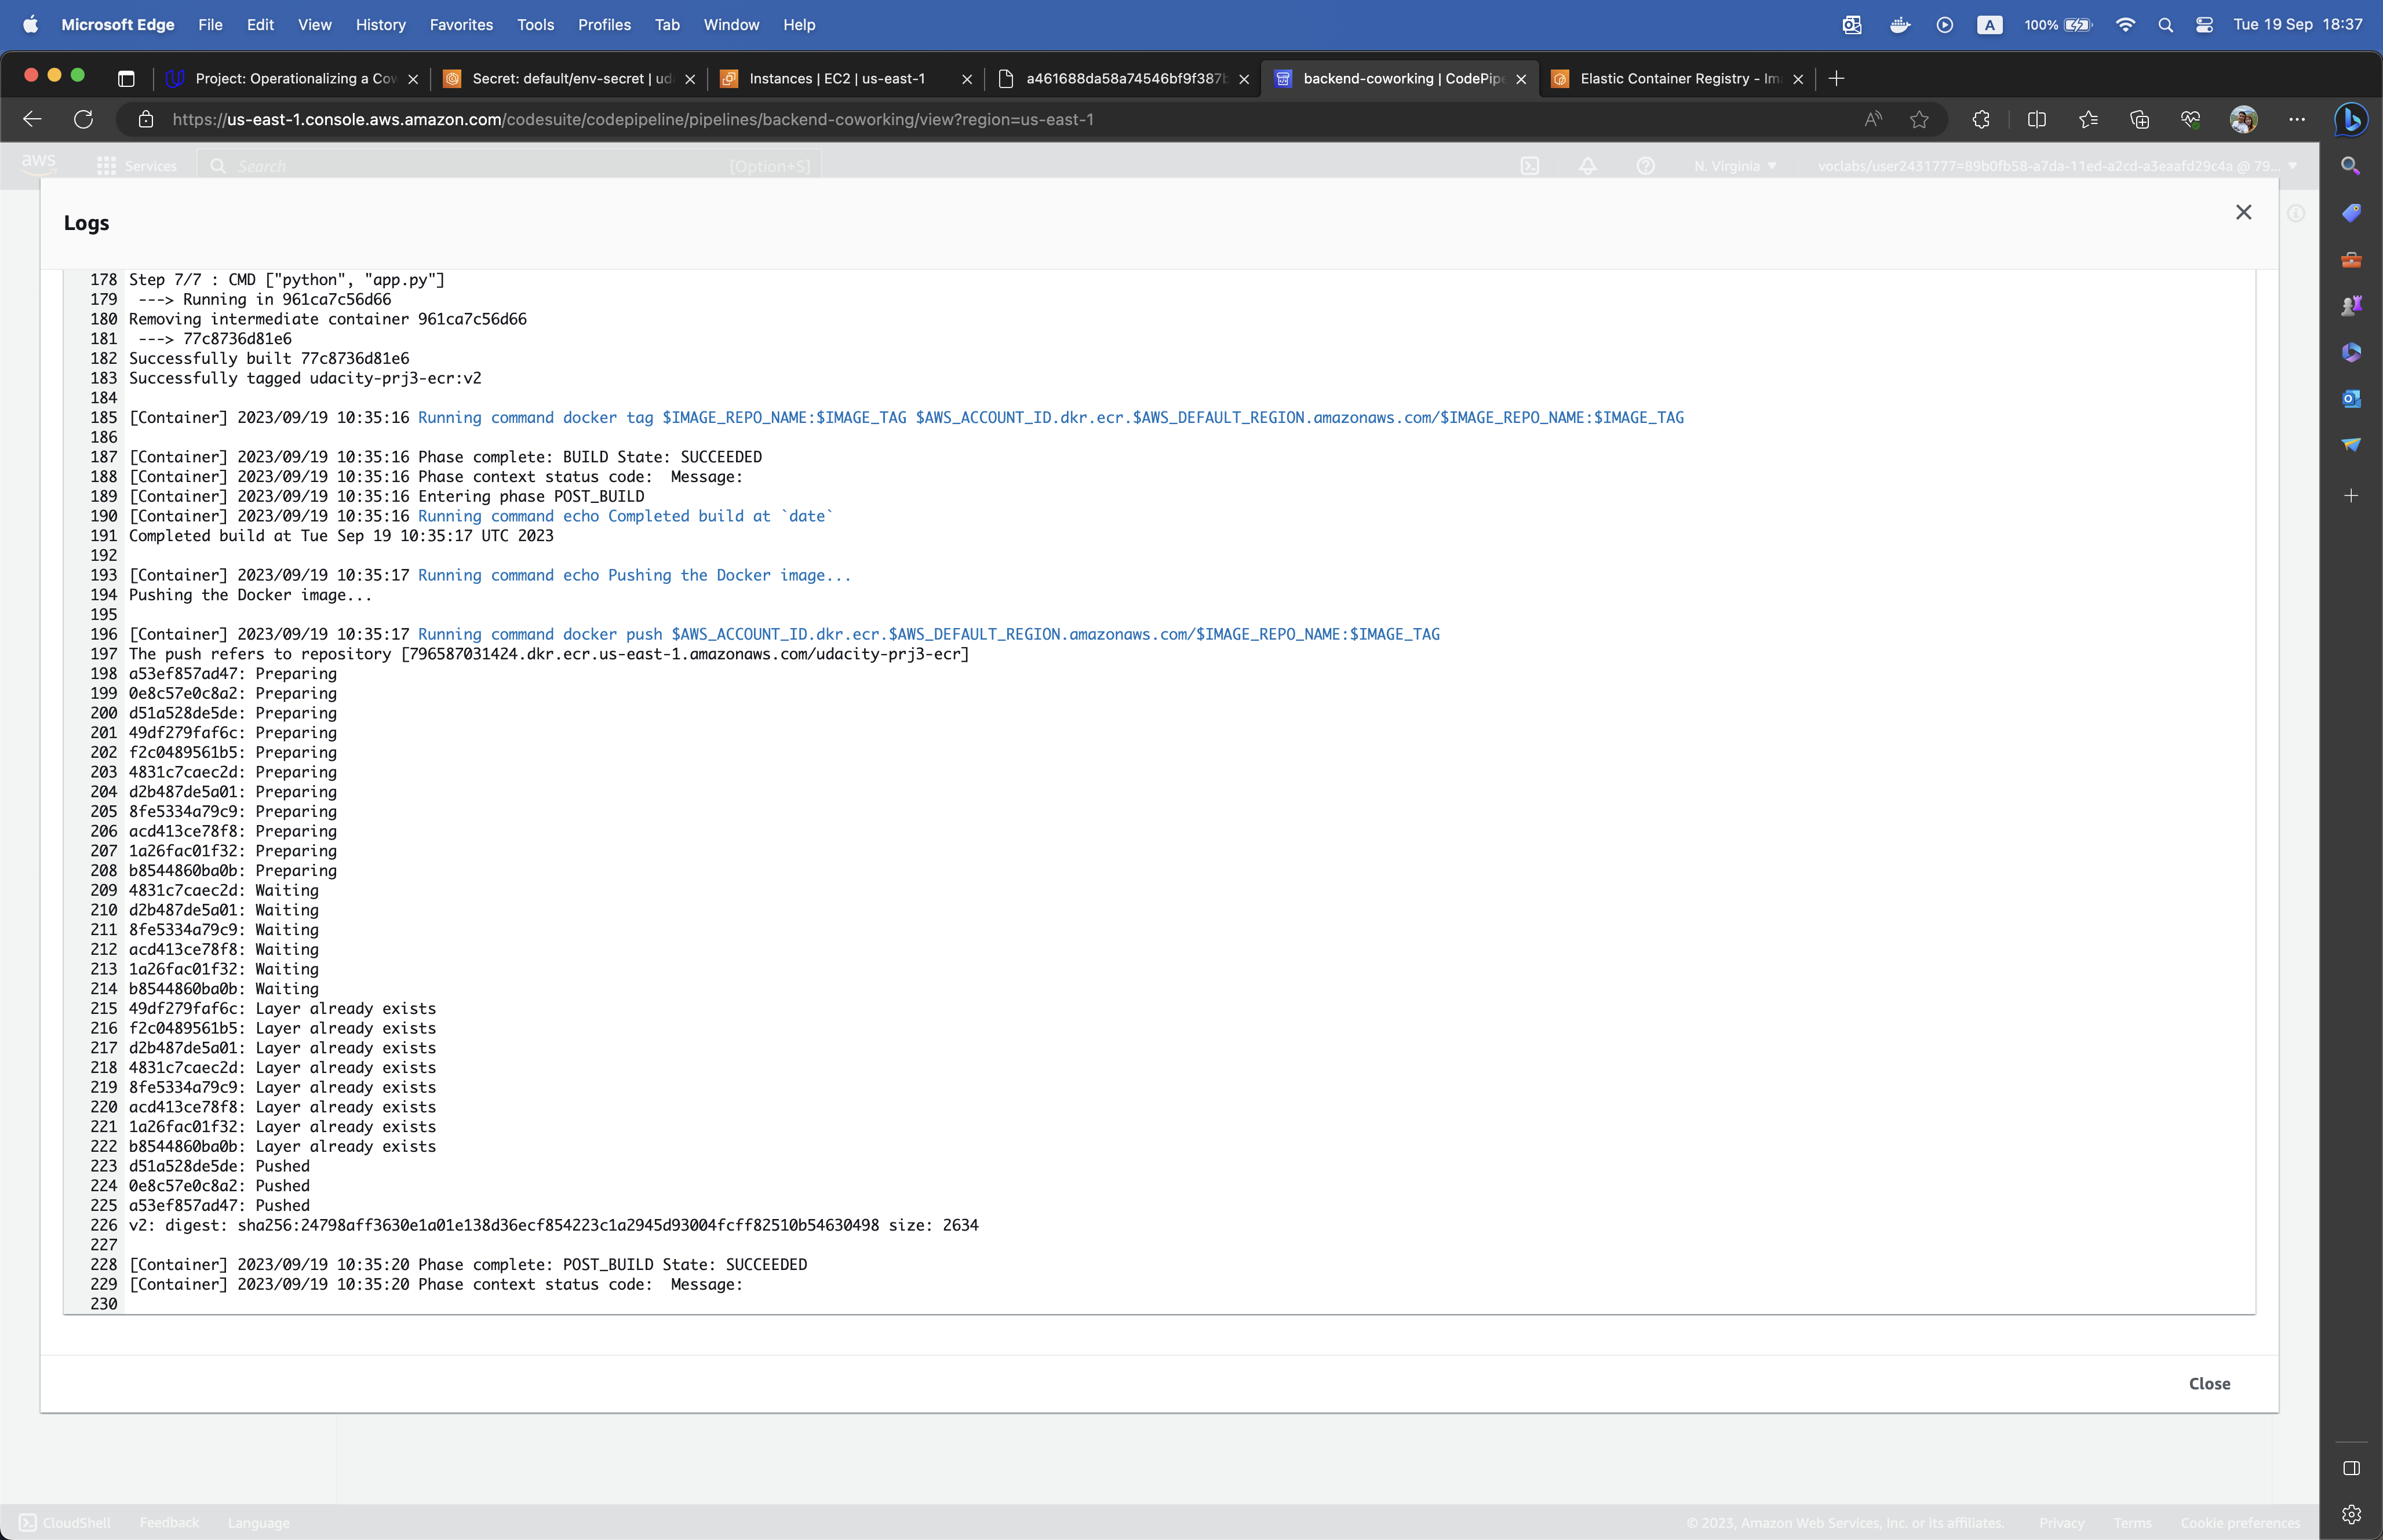 Microsoft Edge File Edit View History Favorites Tools Profiles Tab Window Help A 100% Tue 19 Sep 18:37
Project: Operationalizing a Cow Secret: default/env-secret | ud Instances | EC2 | us-east-1 a461688da58a74546bf9f387b backend-coworking | CodePipe Elastic Container Registry - Im
https://us-east-1.console.aws.amazon.com/codesuite/codepipeline/pipelines/backend-coworking/view?region=us-east-1
aws Services Search [Option+S] N. Virginia voclabs/user2431777=89b0fb58-a7da-11ed-a2cd-a3eaafd29c4a @ 79...
Logs
178 Step 7/7 : CMD ["python", "app.py"]
179 ---> Running in 961ca7c56d66
180 Removing intermediate container 961ca7c56d66
181 ---> 77c8736d81e6
182 Successfully built 77c8736d81e6
183 Successfully tagged udacity-prj3-ecr:v2
184
185 [Container] 2023/09/19 10:35:16 Running command docker tag $IMAGE_REPO_NAME:$IMAGE_TAG $AWS_ACCOUNT_ID.dkr.ecr.$AWS_DEFAULT_REGION.amazonaws.com/$IMAGE_REPO_NAME:$IMAGE_TAG
186
187 [Container] 2023/09/19 10:35:16 Phase complete: BUILD State: SUCCEEDED
188 [Container] 2023/09/19 10:35:16 Phase context status code:  Message:
189 [Container] 2023/09/19 10:35:16 Entering phase POST_BUILD
190 [Container] 2023/09/19 10:35:16 Running command echo Completed build at `date`
191 Completed build at Tue Sep 19 10:35:17 UTC 2023
192
193 [Container] 2023/09/19 10:35:17 Running command echo Pushing the Docker image...
194 Pushing the Docker image...
195
196 [Container] 2023/09/19 10:35:17 Running command docker push $AWS_ACCOUNT_ID.dkr.ecr.$AWS_DEFAULT_REGION.amazonaws.com/$IMAGE_REPO_NAME:$IMAGE_TAG
197 The push refers to repository [796587031424.dkr.ecr.us-east-1.amazonaws.com/udacity-prj3-ecr]
198 a53ef857ad47: Preparing
199 0e8c57e0c8a2: Preparing
200 d51a528de5de: Preparing
201 49df279faf6c: Preparing
202 f2c0489561b5: Preparing
203 4831c7caec2d: Preparing
204 d2b487de5a01: Preparing
205 8fe5334a79c9: Preparing
206 acd413ce78f8: Preparing
207 1a26fac01f32: Preparing
208 b8544860ba0b: Preparing
209 4831c7caec2d: Waiting
210 d2b487de5a01: Waiting
211 8fe5334a79c9: Waiting
212 acd413ce78f8: Waiting
213 1a26fac01f32: Waiting
214 b8544860ba0b: Waiting
215 49df279faf6c: Layer already exists
216 f2c0489561b5: Layer already exists
217 d2b487de5a01: Layer already exists
218 4831c7caec2d: Layer already exists
219 8fe5334a79c9: Layer already exists
220 acd413ce78f8: Layer already exists
221 1a26fac01f32: Layer already exists
222 b8544860ba0b: Layer already exists
223 d51a528de5de: Pushed
224 0e8c57e0c8a2: Pushed
225 a53ef857ad47: Pushed
226 v2: digest: sha256:24798aff3630e1a01e138d36ecf854223c1a2945d93004fcff82510b54630498 size: 2634
227
228 [Container] 2023/09/19 10:35:20 Phase complete: POST_BUILD State: SUCCEEDED
229 [Container] 2023/09/19 10:35:20 Phase context status code:  Message:
230
Close
CloudShell Feedback Language © 2023, Amazon Web Services, Inc. or its affiliates. Privacy Terms Cookie preferences